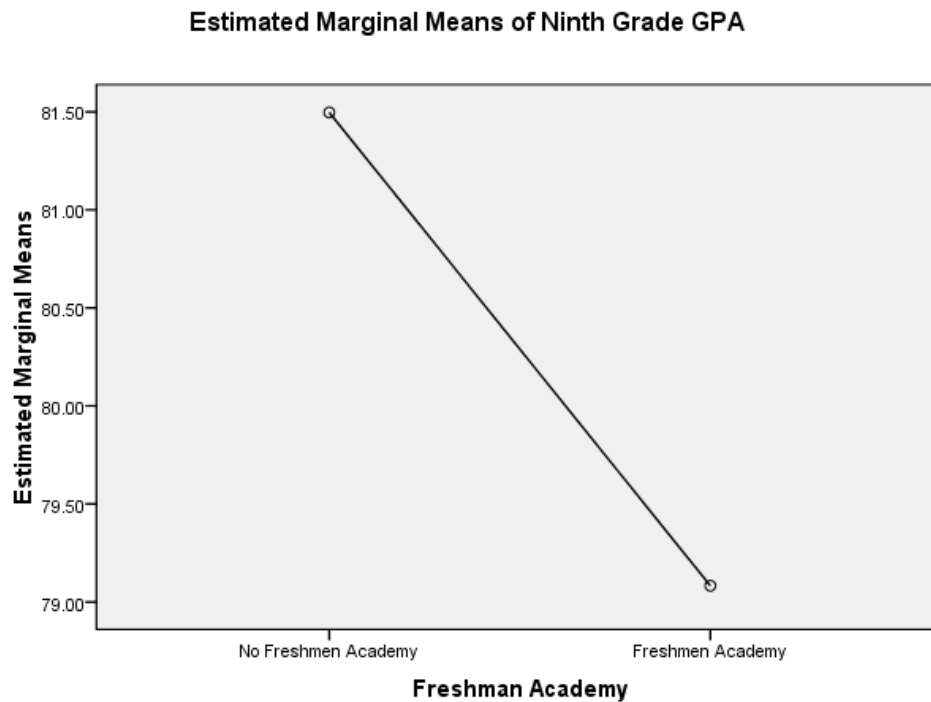 Estimated Marginal Means of Ninth Grade GPA
Estimated Marginal Means
81.50
81.00
80.50
80.00
79.50
79.00
No Freshmen Academy
Freshmen Academy
Freshman Academy